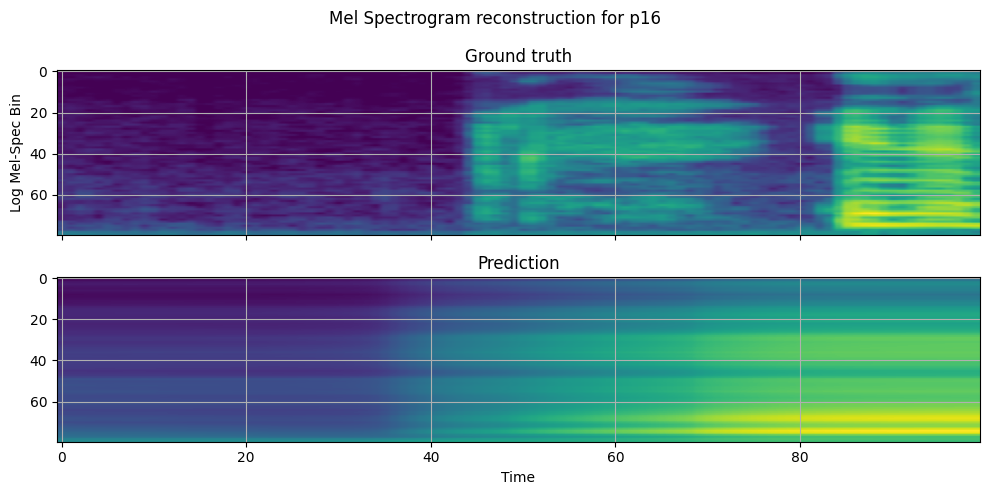 Mel Spectrogram reconstruction for p16
Ground truth
Log Mel-Spec Bin
0
20
40
60
Prediction
0
20
40
60
0 20 40 60 80
Time